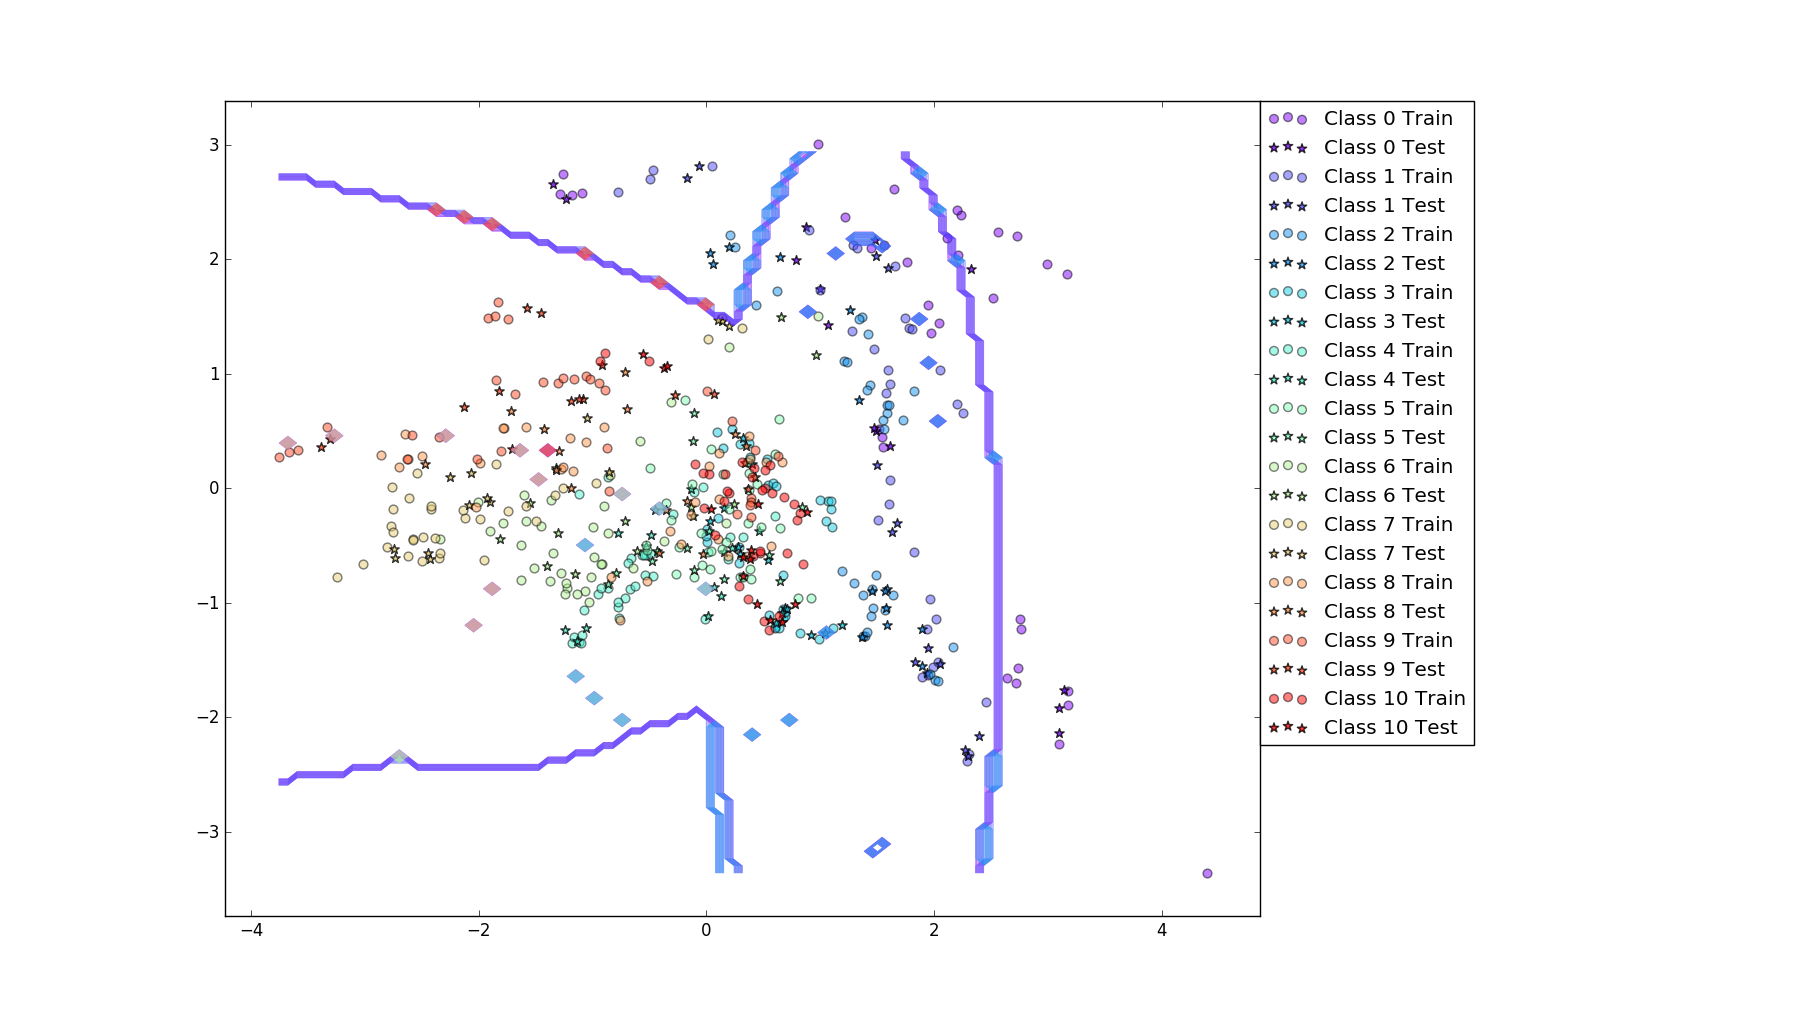 3
2
1
0
−1
−2
−3
−4
−2
0
2
4
Class 0 Train
Class 0 Test
Class 1 Train
Class 1 Test
Class 2 Train
Class 2 Test
Class 3 Train
Class 3 Test
Class 4 Train
Class 4 Test
Class 5 Train
Class 5 Test
Class 6 Train
Class 6 Test
Class 7 Train
Class 7 Test
Class 8 Train
Class 8 Test
Class 9 Train
Class 9 Test
Class 10 Train
Class 10 Test